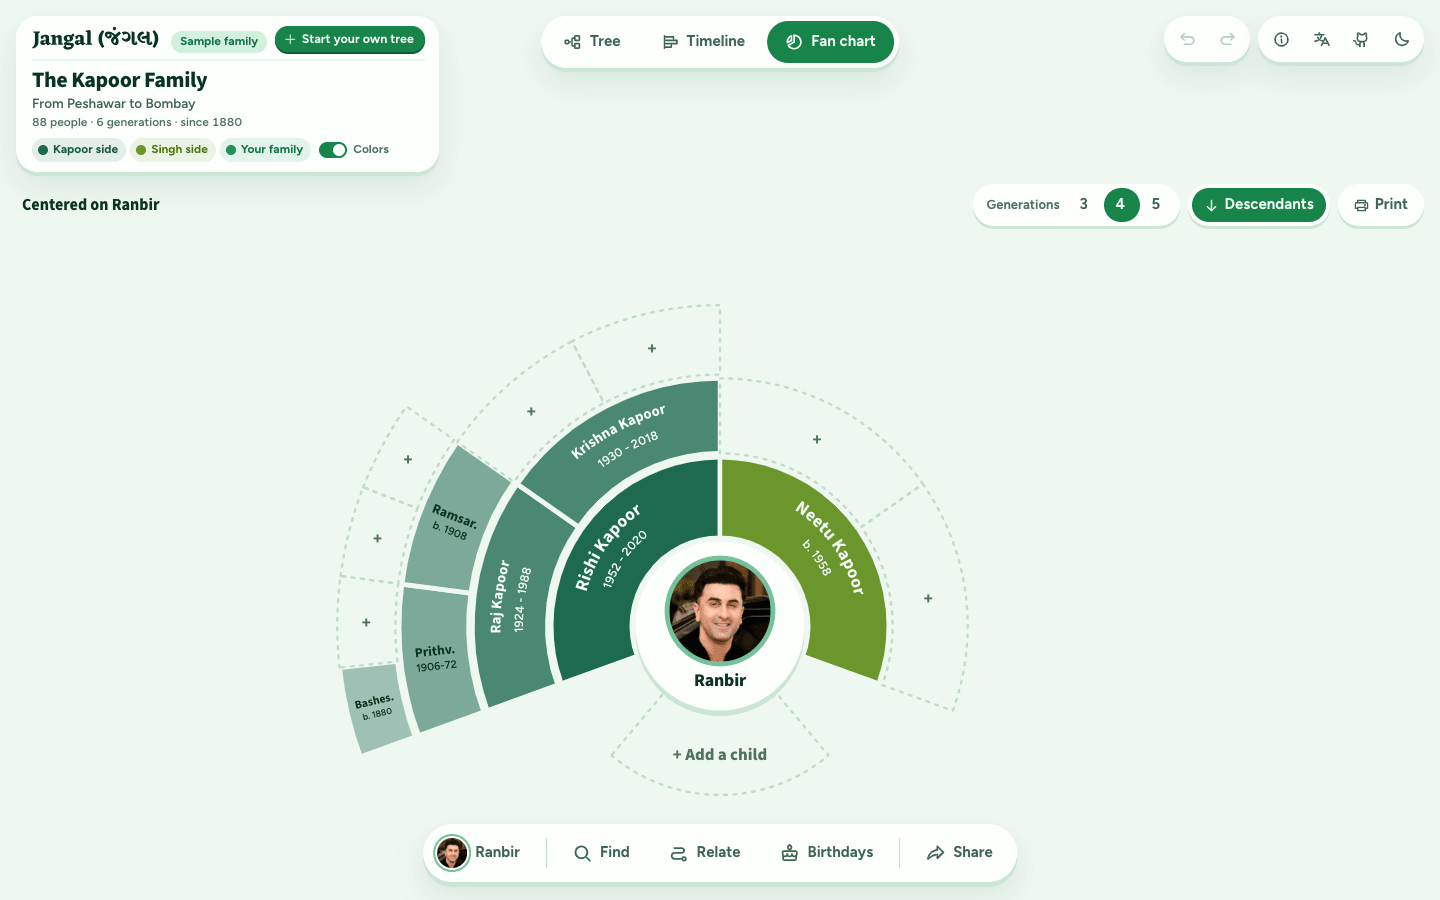 Jangal (જંગલ)
Sample family
+ Start your own tree
The Kapoor Family
From Peshawar to Bombay
88 people · 6 generations · since 1880
Kapoor side
Singh side
Your family
Colors
Tree
Timeline
Fan chart
Centered on Ranbir
Generations 3 4 5
↓ Descendants
Print
+
+
+
+
+
+
+
Krishna Kapoor
1930 - 2018
Ramsar.
b. 1908
Rishi Kapoor
1952 - 2020
Neetu Kapoor
b. 1958
Raj Kapoor
1924 - 1988
Prithv.
1906-72
Bashes.
b. 1880
Ranbir
+ Add a child
Ranbir
Find
Relate
Birthdays
Share